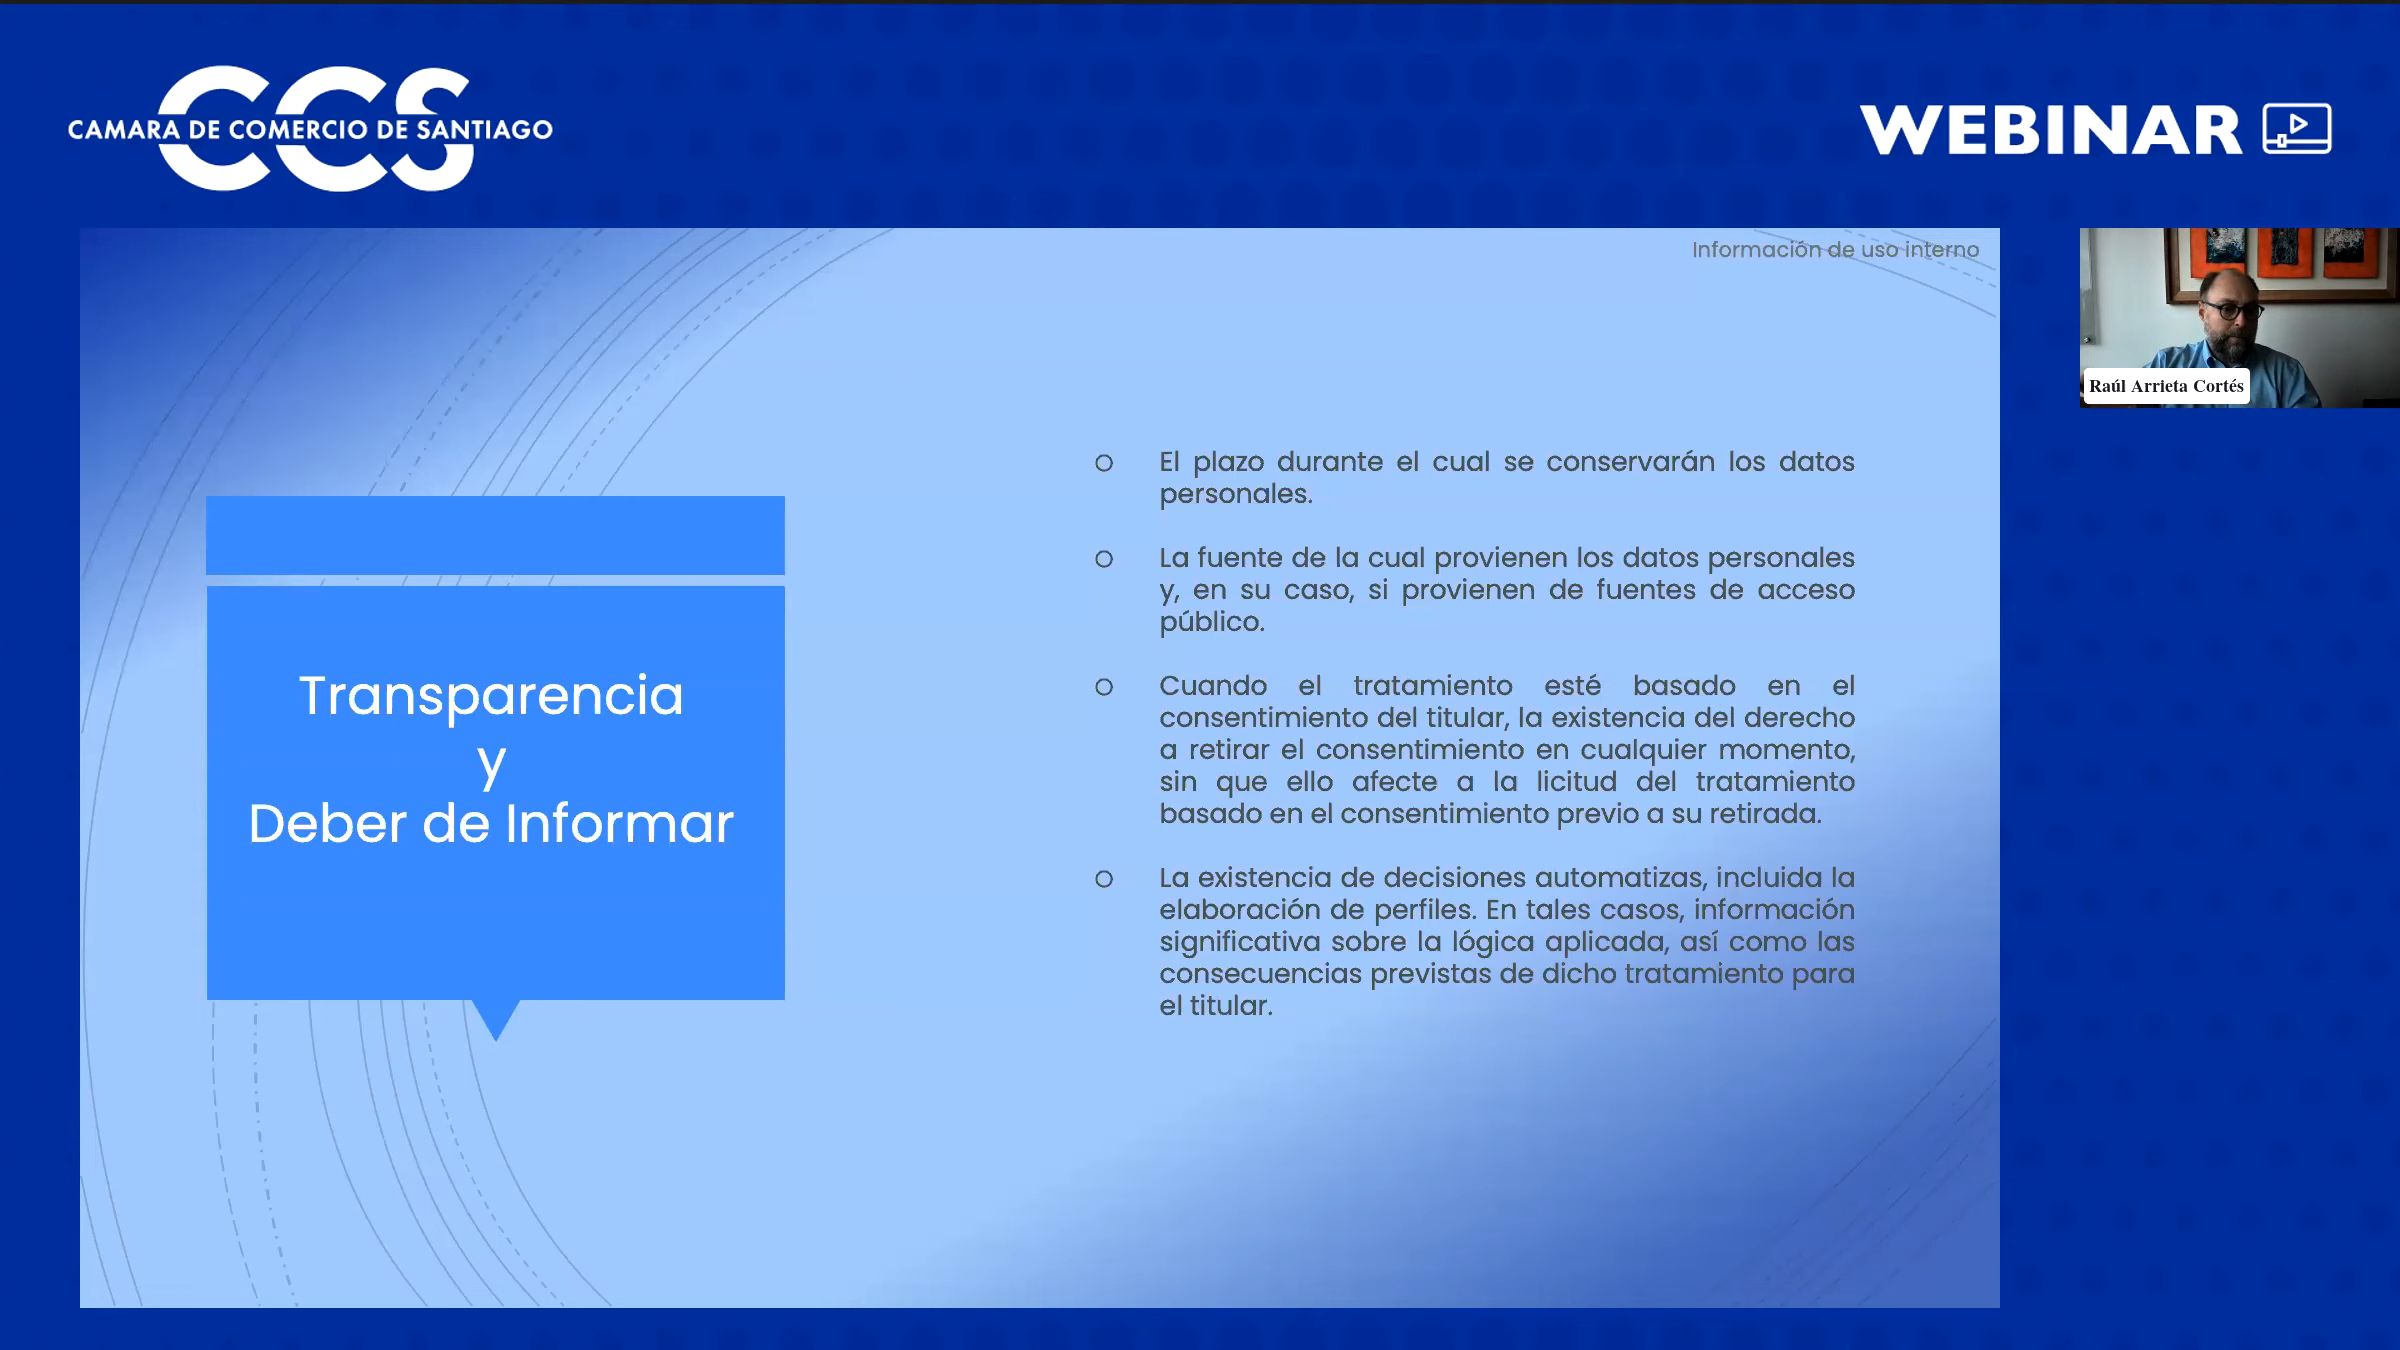 CCS
CAMARA DE COMERCIO DE SANTIAGO
WEBINAR
Información de uso interno
Raúl Arrieta Cortés
Transparencia
y
Deber de Informar
El plazo durante el cual se conservarán los datos
personales.
La fuente de la cual provienen los datos personales
y, en su caso, si provienen de fuentes de acceso
público.
Cuando el tratamiento esté basado en el
consentimiento del titular, la existencia del derecho
a retirar el consentimiento en cualquier momento,
sin que ello afecte a la licitud del tratamiento
basado en el consentimiento previo a su retirada.
La existencia de decisiones automatizas, incluida la
elaboración de perfiles. En tales casos, información
significativa sobre la lógica aplicada, así como las
consecuencias previstas de dicho tratamiento para
el titular.